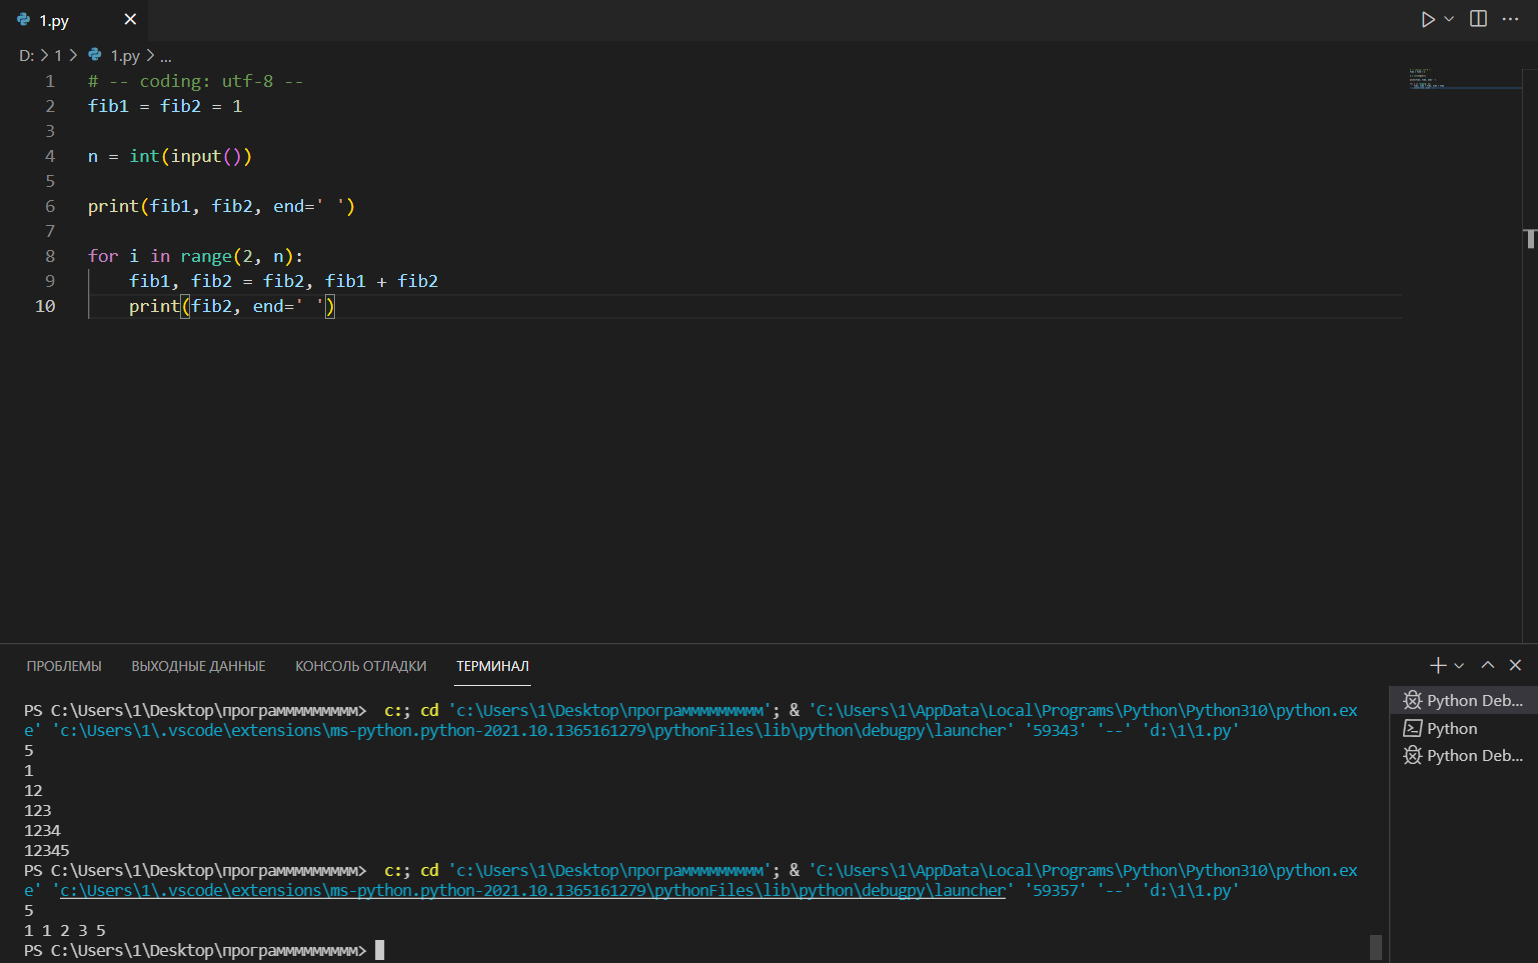 1.py
D: > 1 > 1.py > ...
1 # -- coding: utf-8 --
2 fib1 = fib2 = 1
3
4 n = int(input())
5
6 print(fib1, fib2, end=' ')
7
8 for i in range(2, n):
9     fib1, fib2 = fib2, fib1 + fib2
10     print(fib2, end=' ')
ПРОБЛЕМЫ ВЫХОДНЫЕ ДАННЫЕ КОНСОЛЬ ОТЛАДКИ ТЕРМИНАЛ
PS C:\Users\1\Desktop\программмммммммм>  c:; cd 'c:\Users\1\Desktop\программмммммммм'; & 'C:\Users\1\AppData\Local\Programs\Python\Python310\python.ex
e' 'c:\Users\1\.vscode\extensions\ms-python.python-2021.10.1365161279\pythonFiles\lib\python\debugpy\launcher' '59343' '--' 'd:\1\1.py'
5
1
12
123
1234
12345
PS C:\Users\1\Desktop\программмммммммм>  c:; cd 'c:\Users\1\Desktop\программмммммммм'; & 'C:\Users\1\AppData\Local\Programs\Python\Python310\python.ex
e' 'c:\Users\1\.vscode\extensions\ms-python.python-2021.10.1365161279\pythonFiles\lib\python\debugpy\launcher' '59357' '--' 'd:\1\1.py'
5
1 1 2 3 5
PS C:\Users\1\Desktop\программмммммммм>
Python Deb...
Python
Python Deb...